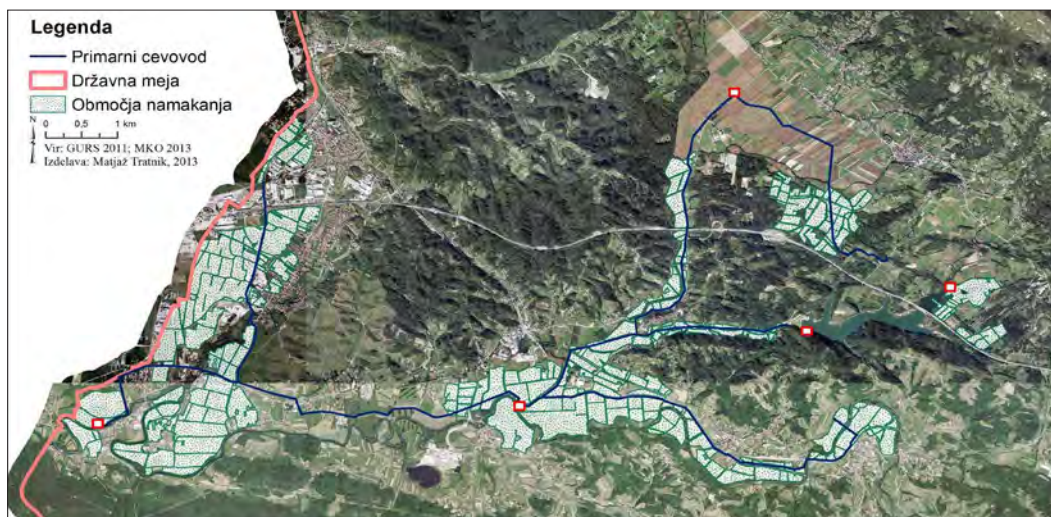 Legenda
Primarni cevovod
Državna meja
Območja namakanja
N
0 0.5 1 km
Vir: GURS 2011; MKO 2013
Izdelava: Matjaž Tratnik, 2013